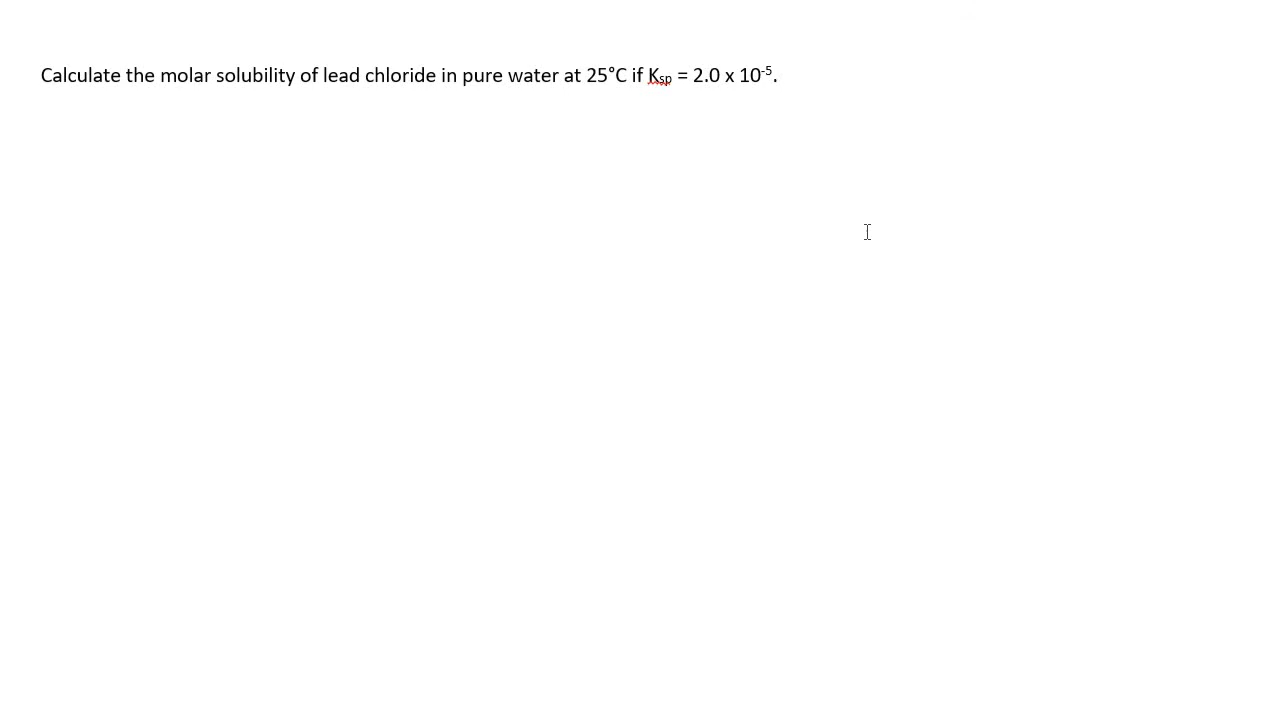 Calculate the molar solubility of lead chloride in pure water at 25°C if Ksp = 2.0 x 10-5.